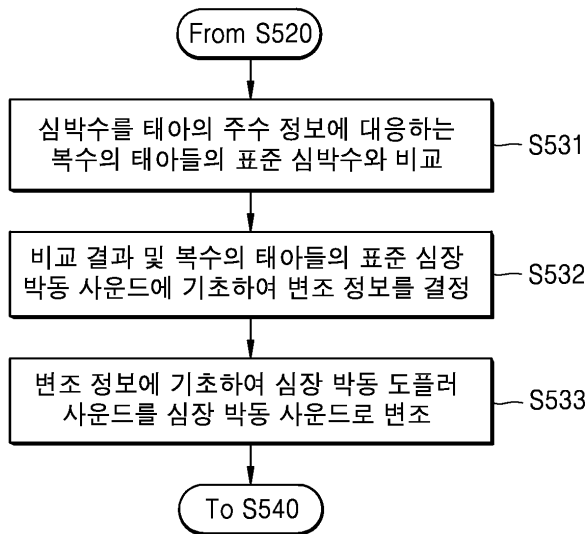 From S520
심박수를 태아의 주수 정보에 대응하는
복수의 태아들의 표준 심박수와 비교
S531
비교 결과 및 복수의 태아들의 표준 심장
박동 사운드에 기초하여 변조 정보를 결정
S532
변조 정보에 기초하여 심장 박동 도플러
사운드를 심장 박동 사운드로 변조
S533
To S540